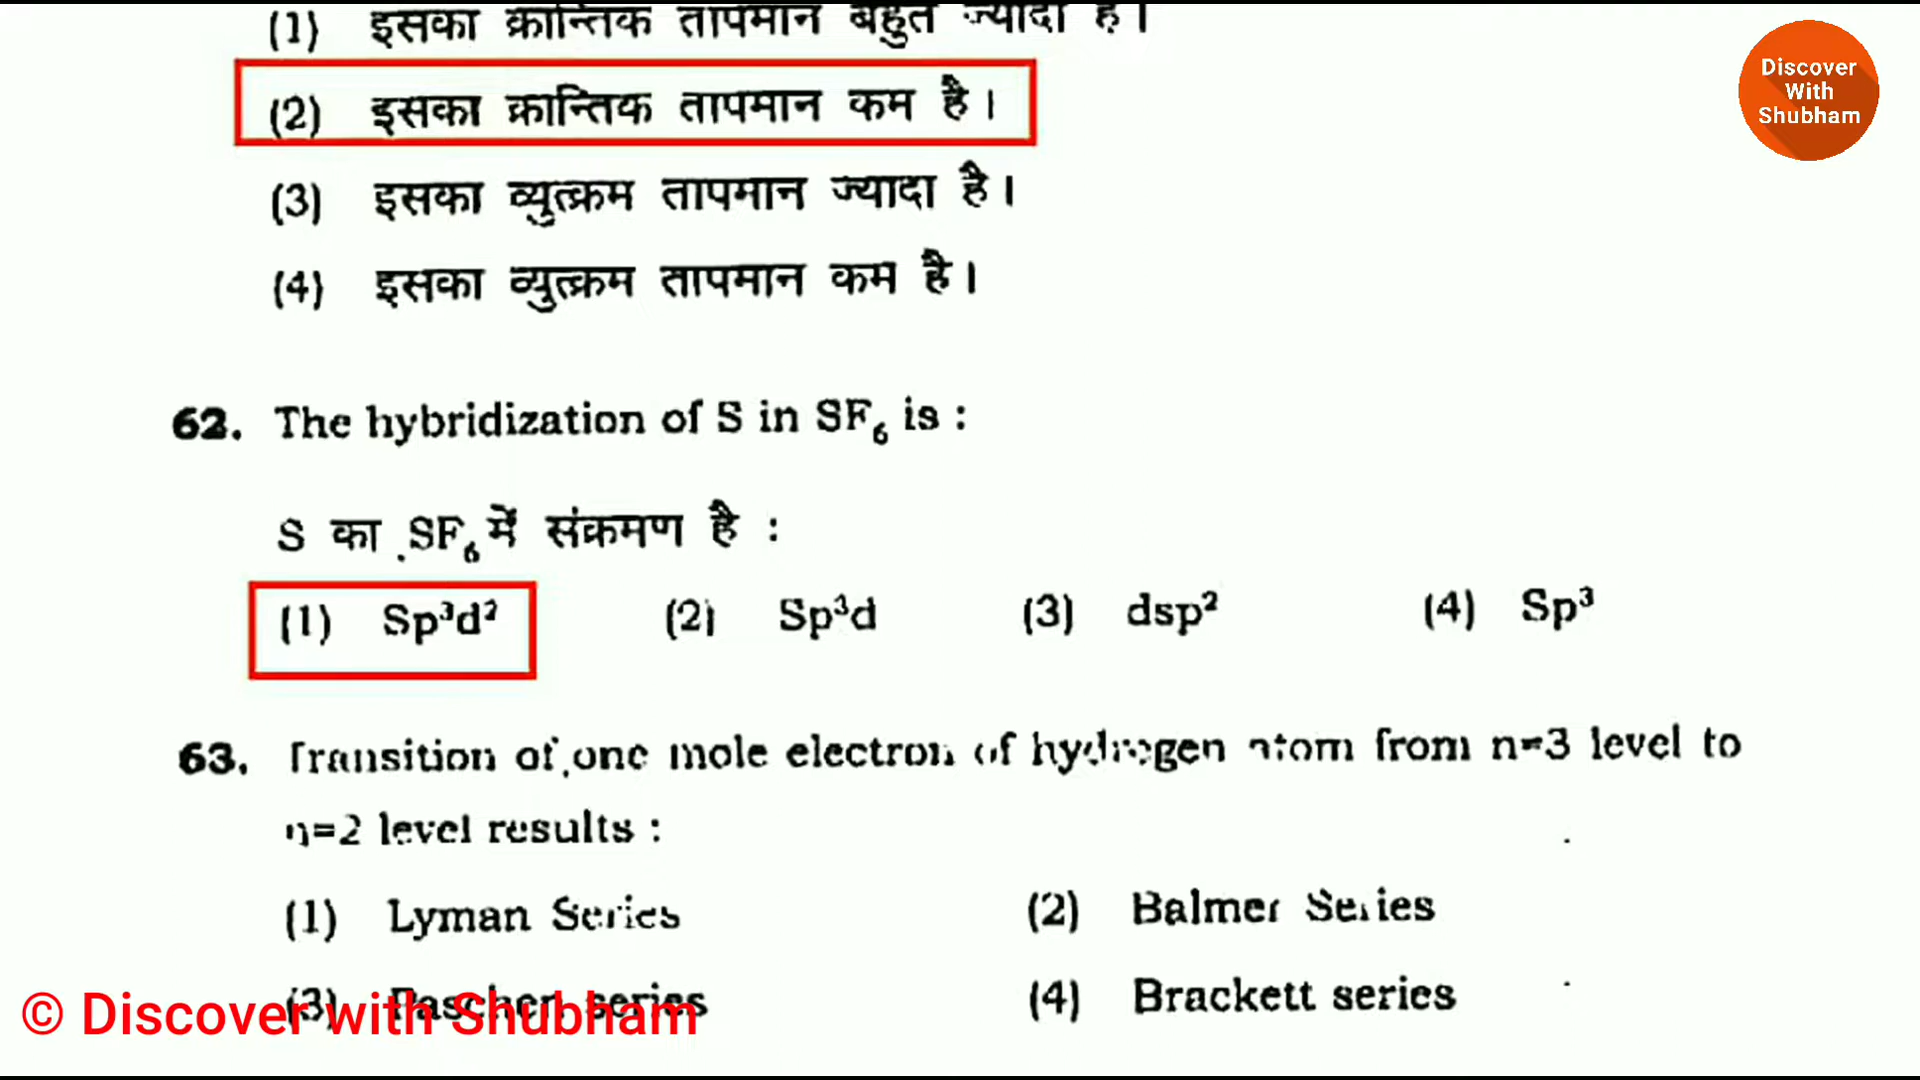 (1) इसका क्रान्तिक तापमान बहुत ज्यादा है।
Discover
With
Shubham
(2) इसका क्रान्तिक तापमान कम है।
(3) इसका व्युत्क्रम तापमान ज्यादा है।
(4) इसका व्युत्क्रम तापमान कम है।
62. The hybridization of S in SF₆ is :
S का SF₆ में संक्रमण है :
(1) Sp³d² (2) Sp³d (3) dsp² (4) Sp³
63. Transition of one mole electron of hydrogen atom from n=3 level to
n=2 level results :
(1) Lyman Series (2) Balmer Series
(3) Paschen series (4) Brackett series
© Discover with Shubham